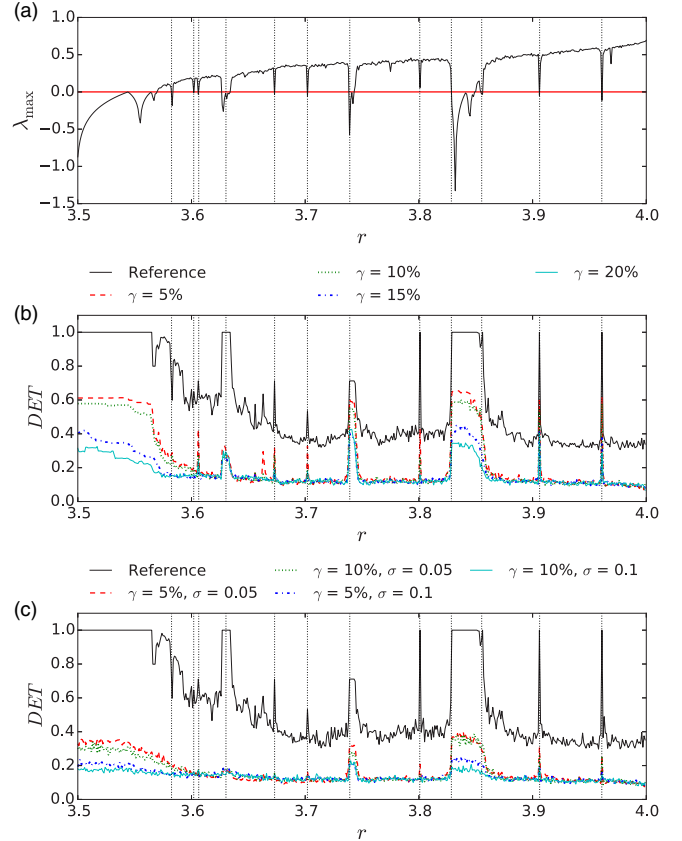 (a)
1.0
0.5
0.0
−0.5
−1.0
−1.5
λmax
3.5 3.6 3.7 3.8 3.9 4.0
r
Reference γ = 10% γ = 20%
γ = 5% γ = 15%
(b)
1.0
0.8
0.6
0.4
0.2
0.0
DET
3.5 3.6 3.7 3.8 3.9 4.0
r
Reference γ = 10%, σ = 0.05 γ = 10%, σ = 0.1
γ = 5%, σ = 0.05 γ = 5%, σ = 0.1
(c)
1.0
0.8
0.6
0.4
0.2
0.0
DET
3.5 3.6 3.7 3.8 3.9 4.0
r